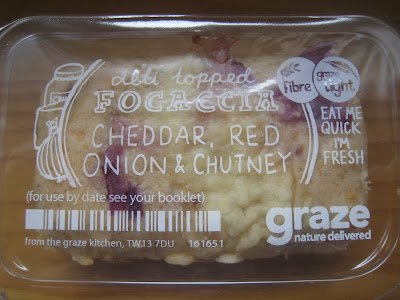 deli topped
FOCACCIA
CHEDDAR, RED
ONION & CHUTNEY
fibre
graze
light
EAT ME
QUICK
I'M
FRESH
(for use by date see your booklet)
from the graze kitchen, TW13 7DU 161651
graze
nature delivered